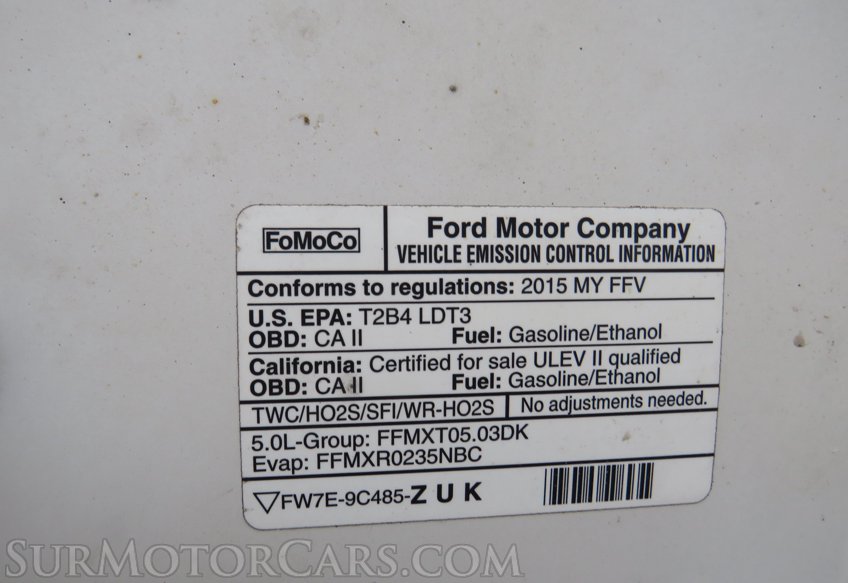 FoMoCo
Ford Motor Company
VEHICLE EMISSION CONTROL INFORMATION
Conforms to regulations: 2015 MY FFV
U.S. EPA: T2B4 LDT3
OBD: CA II Fuel: Gasoline/Ethanol
California: Certified for sale ULEV II qualified
OBD: CA II Fuel: Gasoline/Ethanol
TWC/HO2S/SFI/WR-HO2S No adjustments needed.
5.0L-Group: FFMXT05.03DK
Evap: FFMXR0235NBC
▽FW7E-9C485-Z U K
SURMOTORCARS.COM